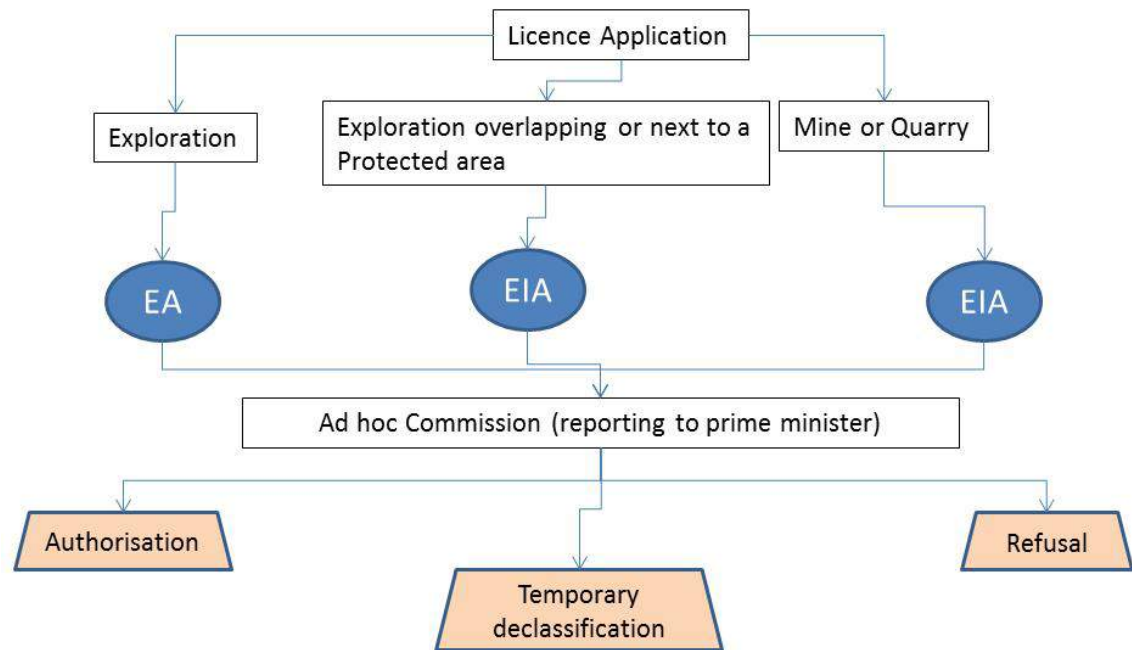 Licence Application
Exploration
Exploration overlapping or next to a
Protected area
Mine or Quarry
EA
EIA
EIA
Ad hoc Commission (reporting to prime minister)
Authorisation
Temporary
declassification
Refusal